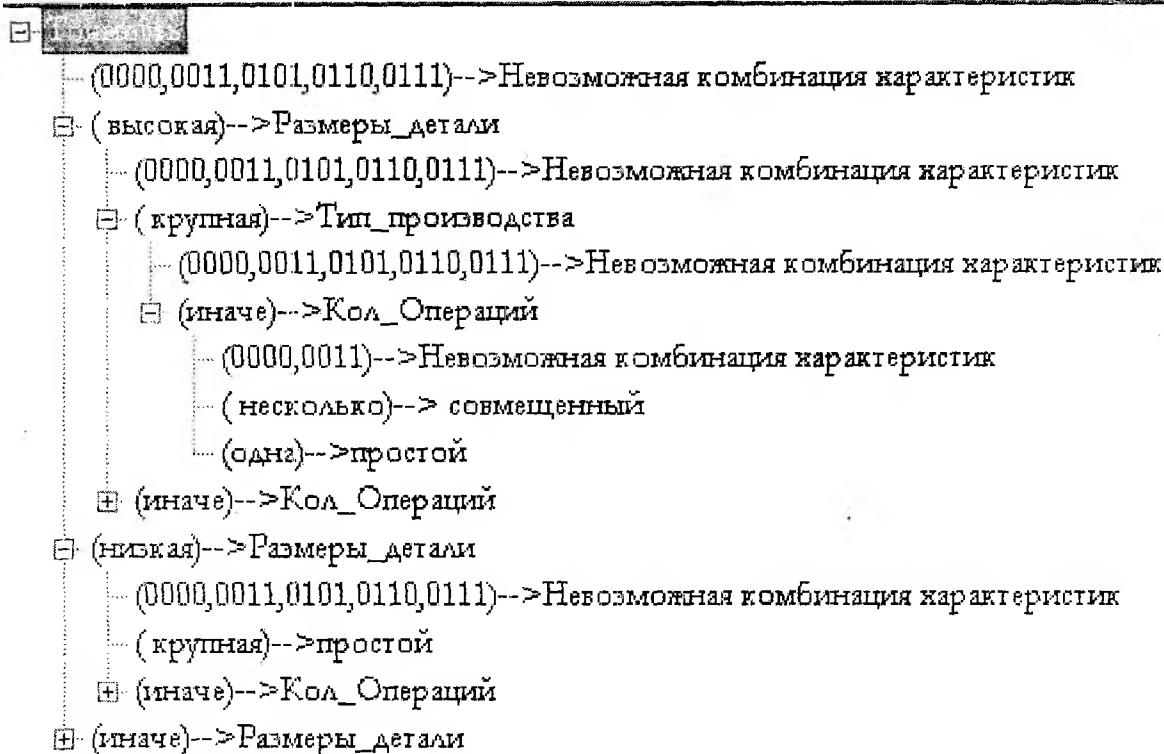 (0000,0011,0101,0110,0111)-->Невозможная комбинация характеристик
( высокая)-->Размеры_детали
(0000,0011,0101,0110,0111)-->Невозможная комбинация характеристик
( крупная)-->Тип_производства
(0000,0011,0101,0110,0111)-->Невозможная комбинация характеристик
(иначе)-->Кол_Операций
(0000,0011)-->Невозможная комбинация характеристик
( несколько)--> совмещенный
(одна)-->простой
(иначе)-->Кол_Операций
(низкая)-->Размеры_детали
(0000,0011,0101,0110,0111)-->Невозможная комбинация характеристик
( крупная)-->простой
(иначе)-->Кол_Операций
(иначе)-->Размеры_детали